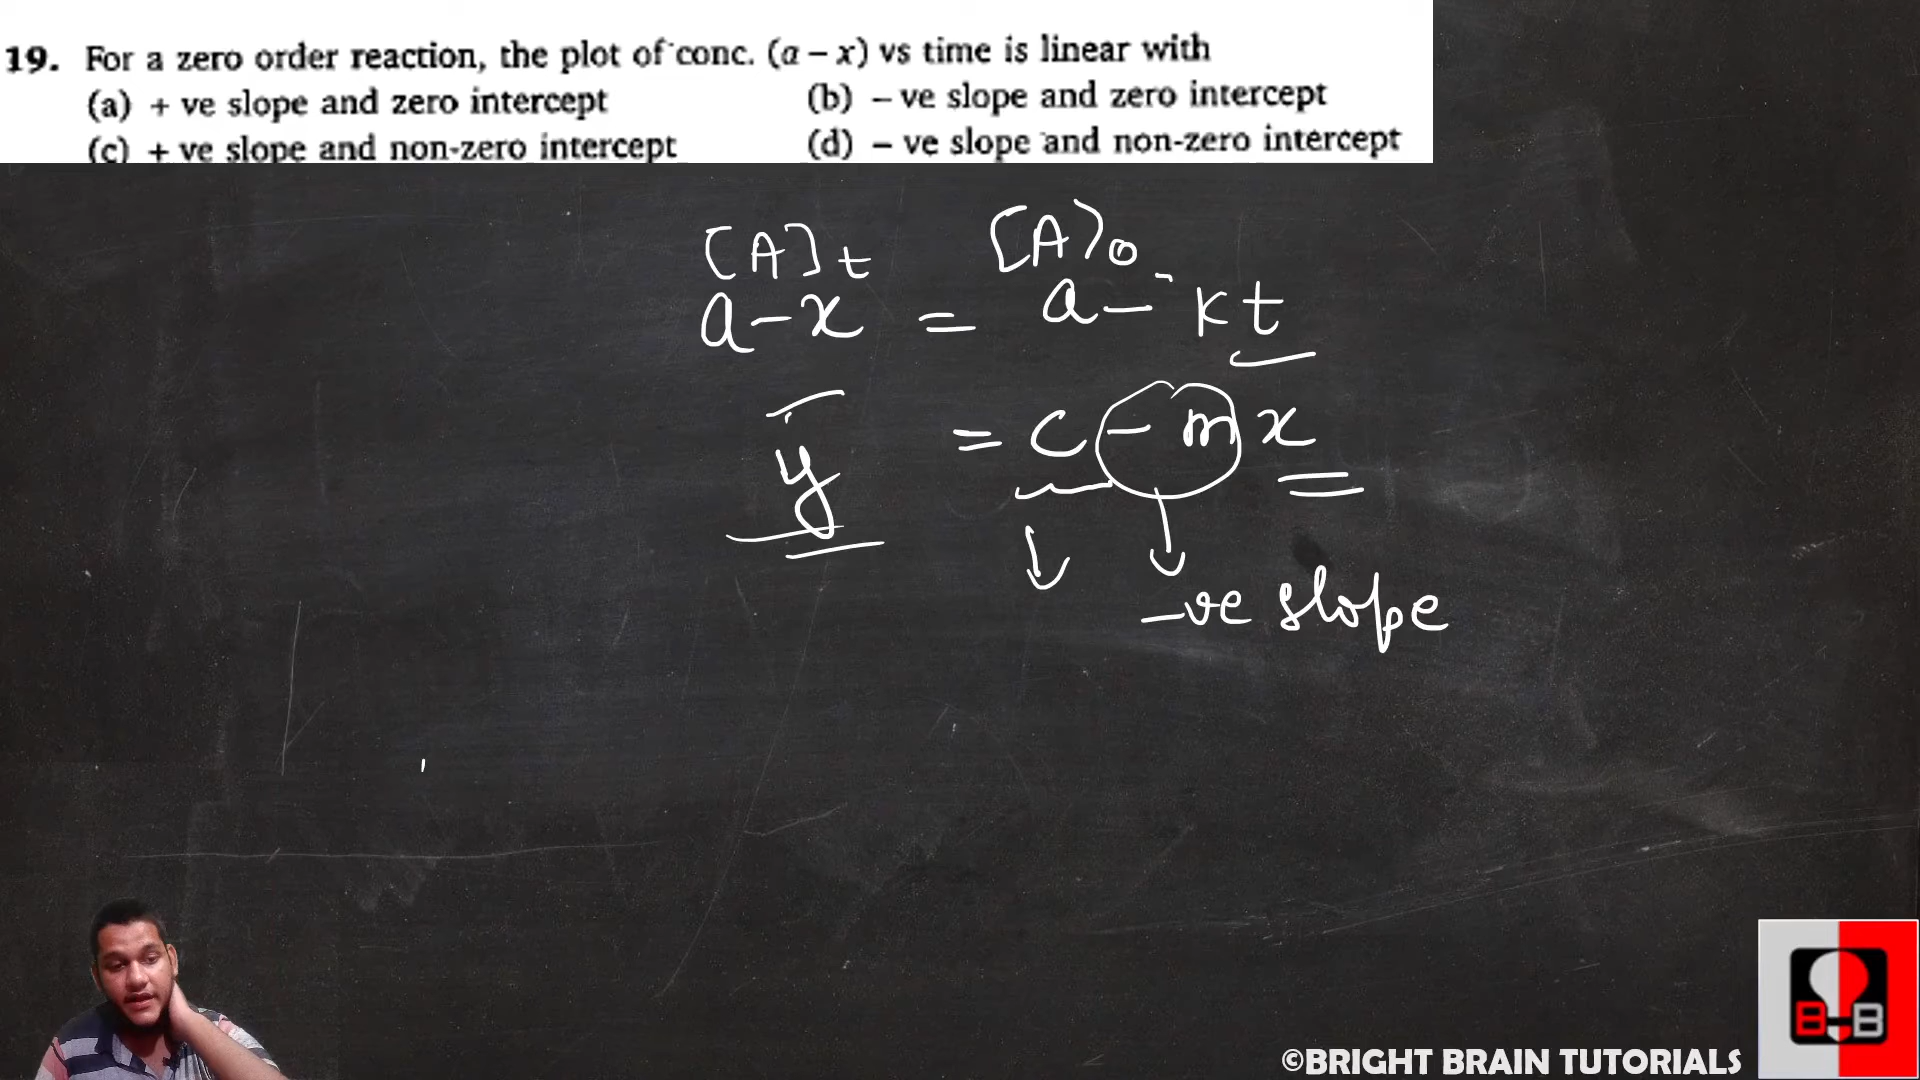 19. For a zero order reaction, the plot of conc. (a – x) vs time is linear with
(a) + ve slope and zero intercept (b) – ve slope and zero intercept
(c) + ve slope and non-zero intercept (d) – ve slope and non-zero intercept
[A]t [A]0
a-x = a- kt
y = c -m x
-ve slope
B B
©BRIGHT BRAIN TUTORIALS